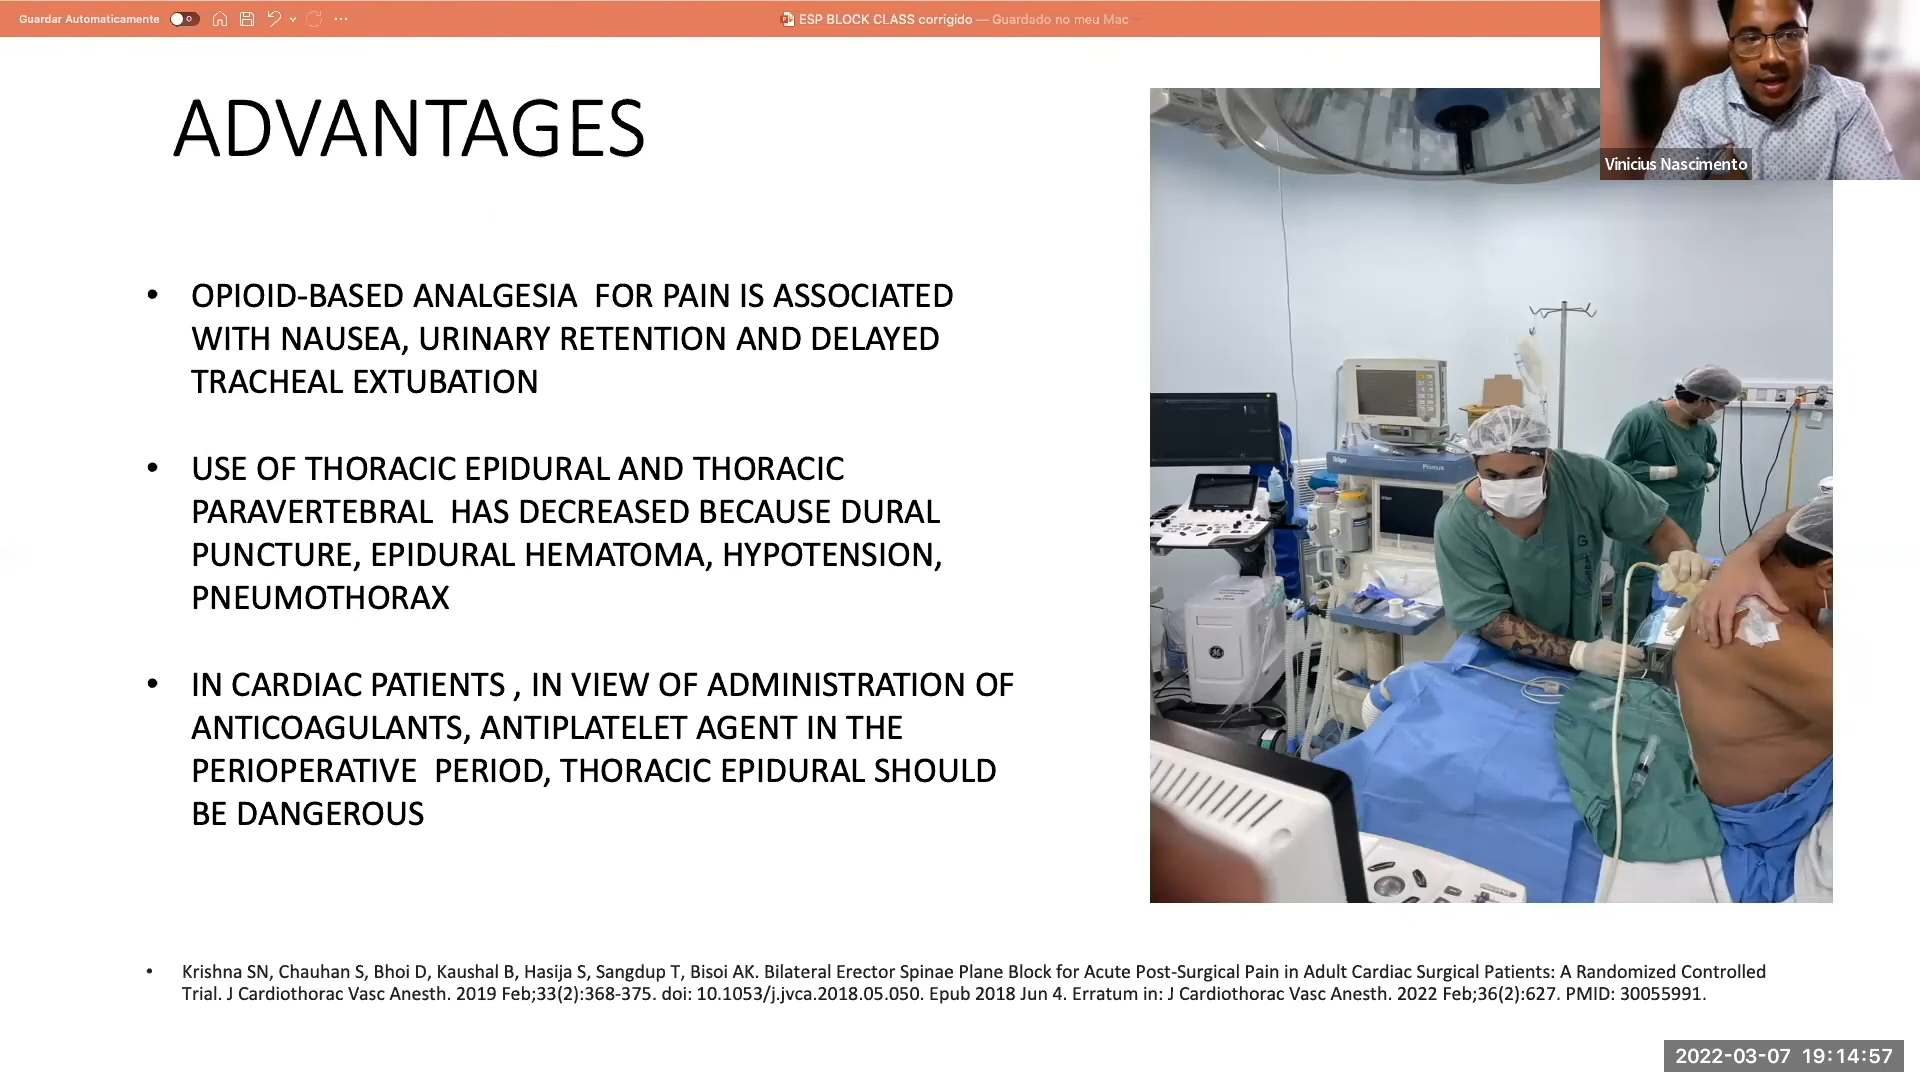 Guardar Automaticamente
ESP BLOCK CLASS corrigido — Guardado no meu Mac
Vinicius Nascimento
ADVANTAGES
• OPIOID-BASED ANALGESIA FOR PAIN IS ASSOCIATED
WITH NAUSEA, URINARY RETENTION AND DELAYED
TRACHEAL EXTUBATION
• USE OF THORACIC EPIDURAL AND THORACIC
PARAVERTEBRAL HAS DECREASED BECAUSE DURAL
PUNCTURE, EPIDURAL HEMATOMA, HYPOTENSION,
PNEUMOTHORAX
• IN CARDIAC PATIENTS , IN VIEW OF ADMINISTRATION OF
ANTICOAGULANTS, ANTIPLATELET AGENT IN THE
PERIOPERATIVE PERIOD, THORACIC EPIDURAL SHOULD
BE DANGEROUS
Dräger
Primus
• Krishna SN, Chauhan S, Bhoi D, Kaushal B, Hasija S, Sangdup T, Bisoi AK. Bilateral Erector Spinae Plane Block for Acute Post-Surgical Pain in Adult Cardiac Surgical Patients: A Randomized Controlled
Trial. J Cardiothorac Vasc Anesth. 2019 Feb;33(2):368-375. doi: 10.1053/j.jvca.2018.05.050. Epub 2018 Jun 4. Erratum in: J Cardiothorac Vasc Anesth. 2022 Feb;36(2):627. PMID: 30055991.
2022-03-07 19:14:57